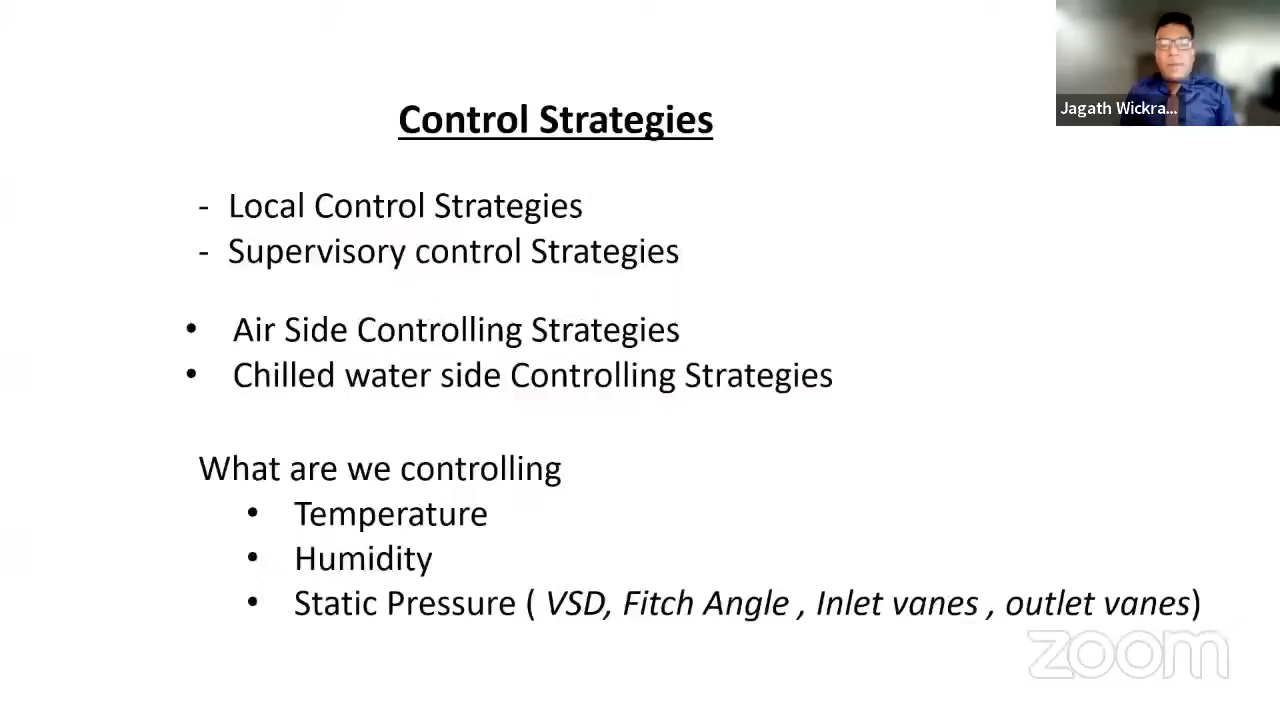 Jagath Wickra...
Control Strategies
- Local Control Strategies
- Supervisory control Strategies
• Air Side Controlling Strategies
• Chilled water side Controlling Strategies
What are we controlling
• Temperature
• Humidity
• Static Pressure ( VSD, Fitch Angle , Inlet vanes , outlet vanes)
zoom